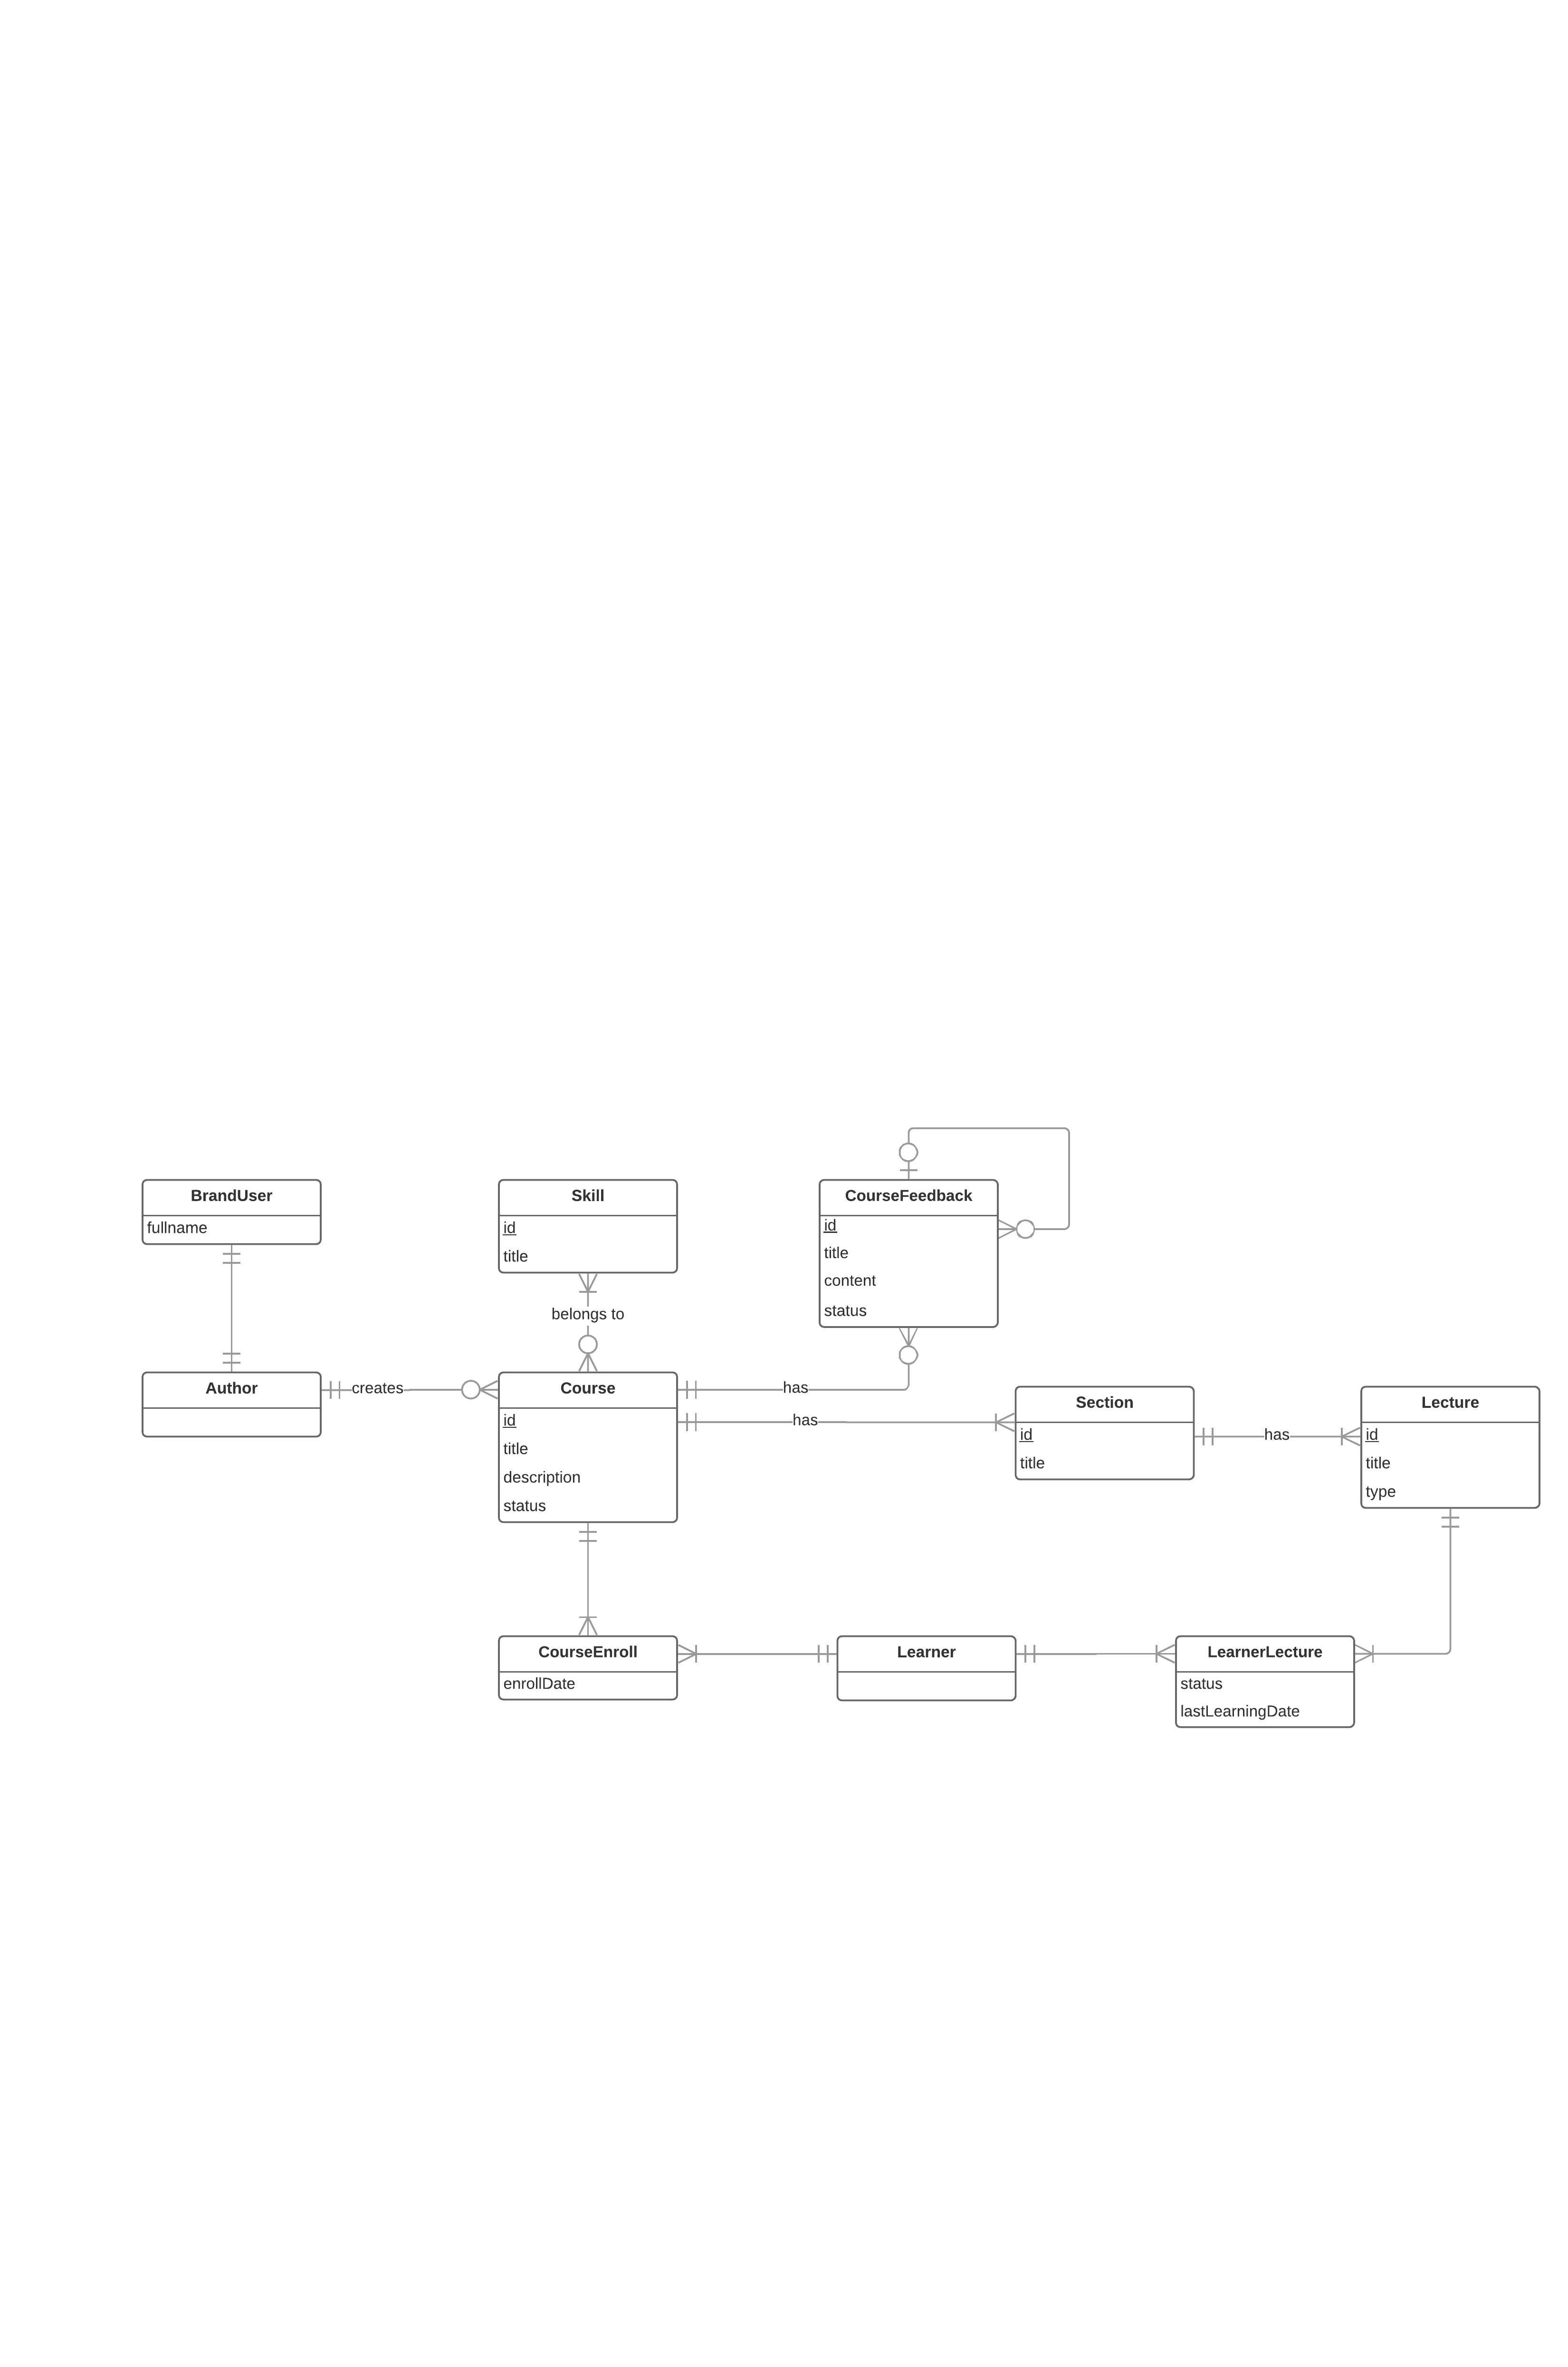 BrandUser
fullname
Skill
id
title
CourseFeedback
id
title
content
status
belongs to
Author
creates
Course
id
title
description
status
has
has
Section
id
title
has
Lecture
id
title
type
CourseEnroll
enrollDate
Learner
LearnerLecture
status
lastLearningDate